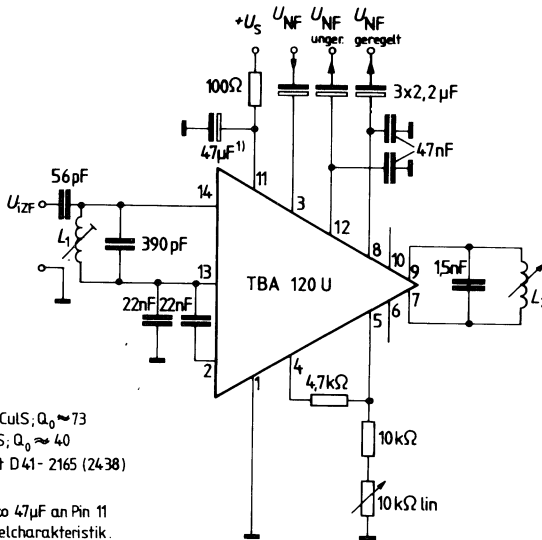 +U_S U_NF U_NF U_NF
unger. geregelt
100Ω
3x2,2µF
47µF¹⁾
47nF
56pF
11
14
3
12
U_iZF
L₁
390pF
8
10
9
1,5nF
13
TBA 120U
7
22nF 22nF
5
6
2
4
4,7kΩ
1
CulS; Q₀≈73
S; Q₀≈40
D41-2165 (2438)
10kΩ
47µF an Pin 11
10kΩ lin
elcharakteristik.